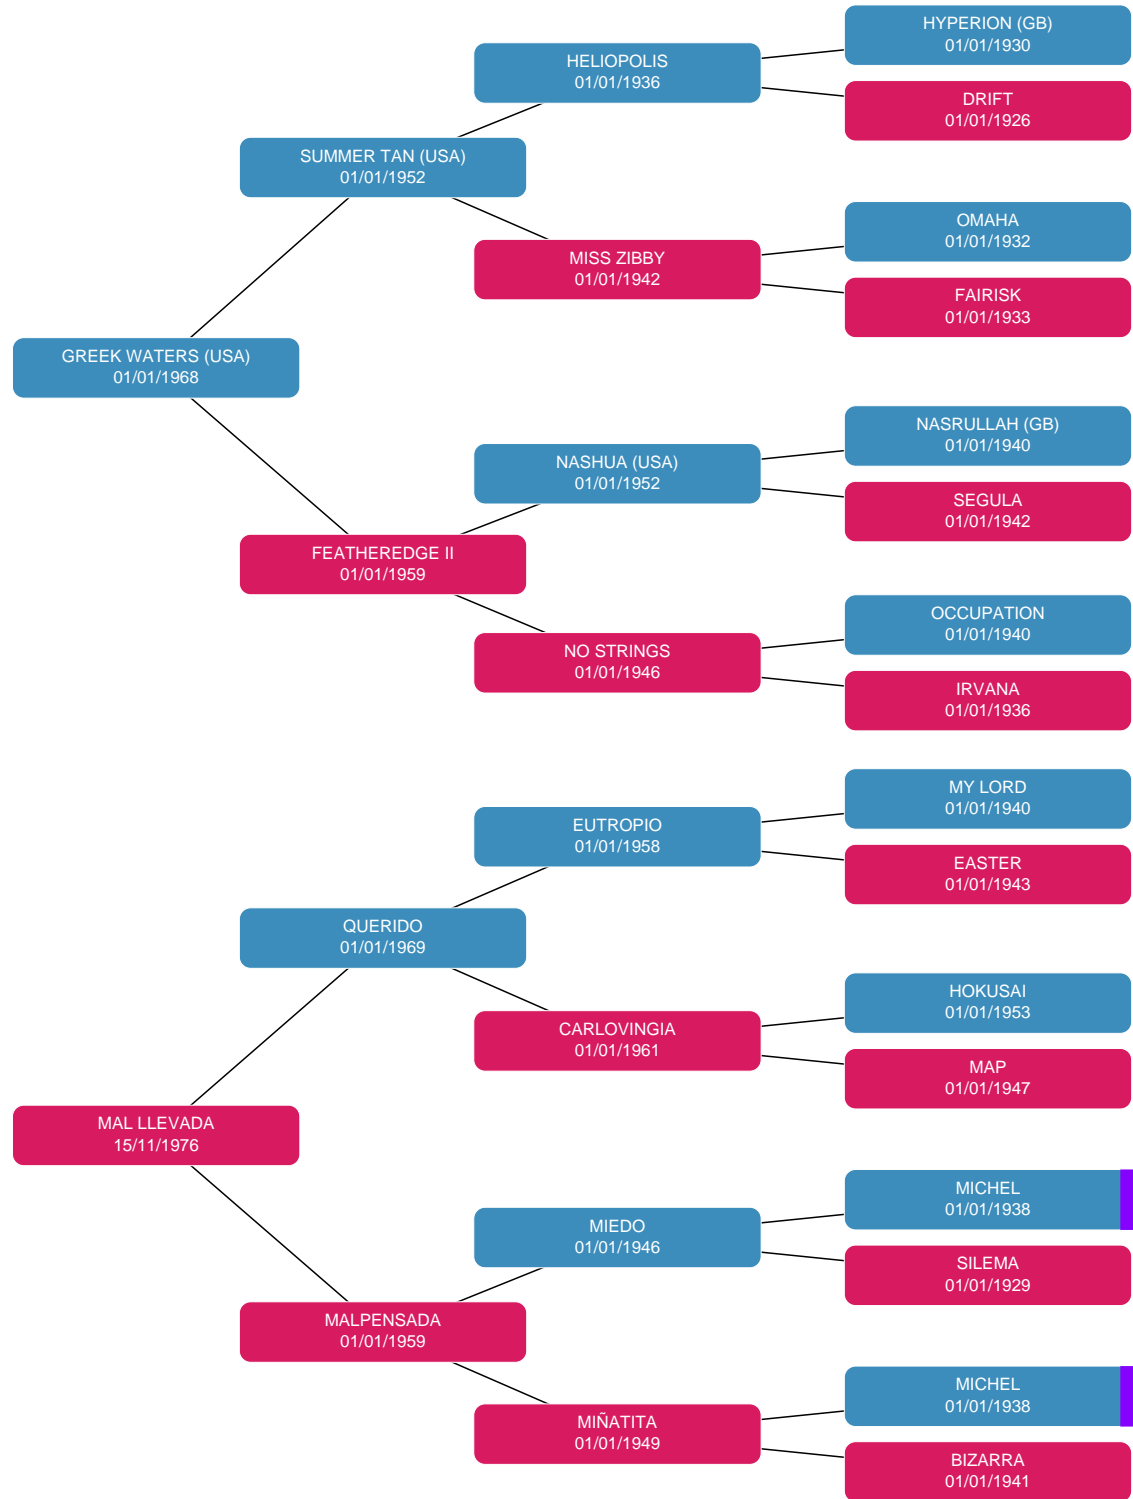 HYPERION (GB)
01/01/1930
HELIOPOLIS
01/01/1936
DRIFT
01/01/1926
SUMMER TAN (USA)
01/01/1952
OMAHA
01/01/1932
MISS ZIBBY
01/01/1942
FAIRISK
01/01/1933
GREEK WATERS (USA)
01/01/1968
NASRULLAH (GB)
01/01/1940
NASHUA (USA)
01/01/1952
SEGULA
01/01/1942
FEATHEREDGE II
01/01/1959
OCCUPATION
01/01/1940
NO STRINGS
01/01/1946
IRVANA
01/01/1936
MY LORD
01/01/1940
EUTROPIO
01/01/1958
EASTER
01/01/1943
QUERIDO
01/01/1969
HOKUSAI
01/01/1953
CARLOVINGIA
01/01/1961
MAP
01/01/1947
MAL LLEVADA
15/11/1976
MICHEL
01/01/1938
MIEDO
01/01/1946
SILEMA
01/01/1929
MALPENSADA
01/01/1959
MICHEL
01/01/1938
MIÑATITA
01/01/1949
BIZARRA
01/01/1941